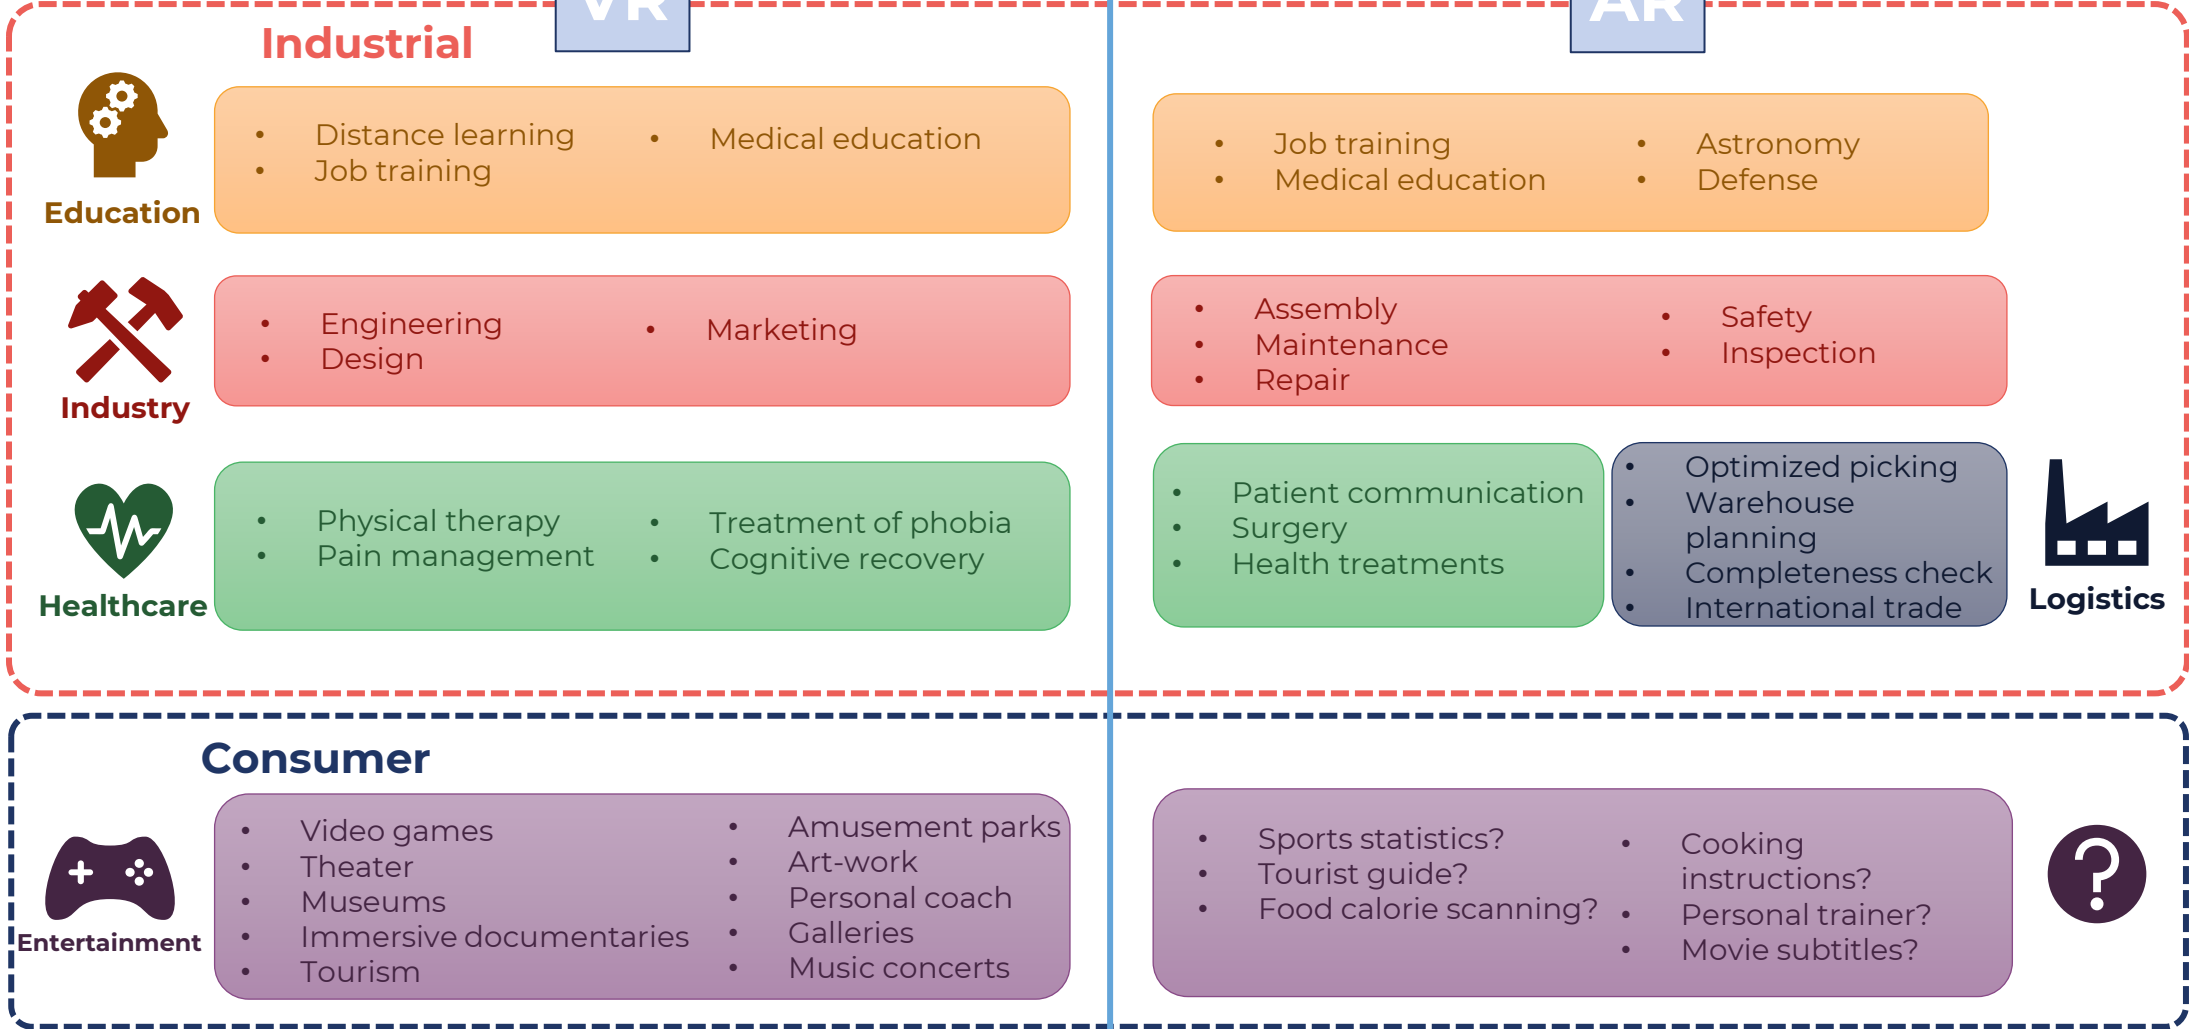 VR
AR
Industrial
Education
• Distance learning
• Job training
• Medical education
• Job training
• Medical education
• Astronomy
• Defense
Industry
• Engineering
• Design
• Marketing
• Assembly
• Maintenance
• Repair
• Safety
• Inspection
Healthcare
• Physical therapy
• Pain management
• Treatment of phobia
• Cognitive recovery
• Patient communication
• Surgery
• Health treatments
• Optimized picking
• Warehouse
planning
• Completeness check
• International trade
Logistics
Consumer
Entertainment
• Video games
• Theater
• Museums
• Immersive documentaries
• Tourism
• Amusement parks
• Art-work
• Personal coach
• Galleries
• Music concerts
• Sports statistics?
• Tourist guide?
• Food calorie scanning?
• Cooking
instructions?
• Personal trainer?
• Movie subtitles?
?